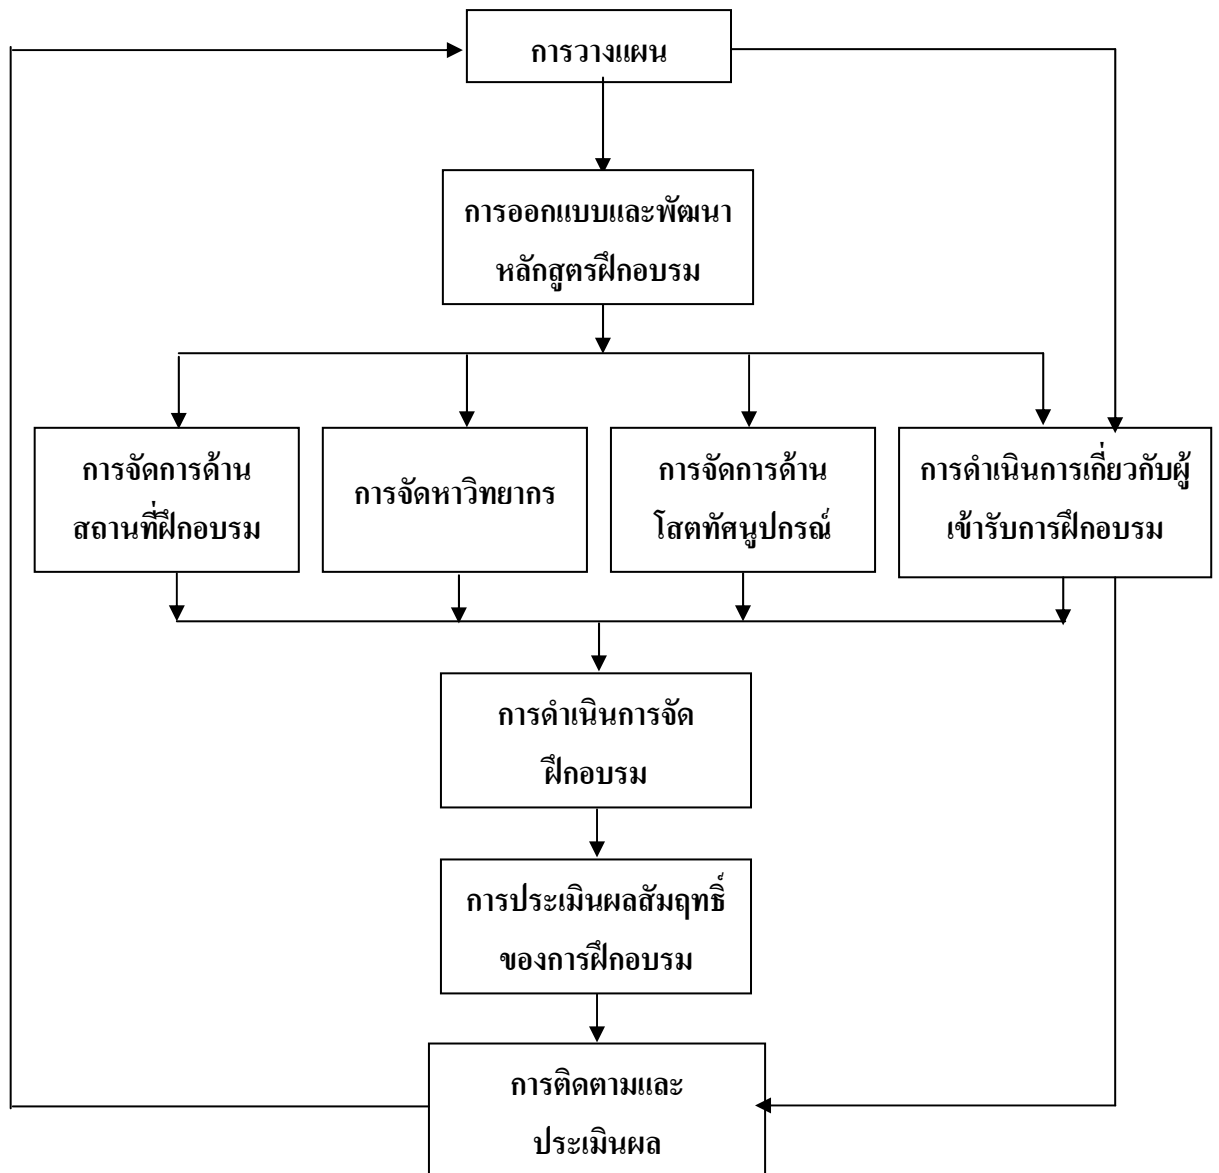 การวางแผน
การออกแบบและพัฒนา
หลักสูตรฝึกอบรม
การจัดการด้าน
สถานที่ฝึกอบรม
การจัดหาวิทยากร
การจัดการด้าน
โสตทัศนูปกรณ์
การดำเนินการเกี่ยวกับผู้
เข้ารับการฝึกอบรม
การดำเนินการจัด
ฝึกอบรม
การประเมินผลสัมฤทธิ์
ของการฝึกอบรม
การติดตามและ
ประเมินผล